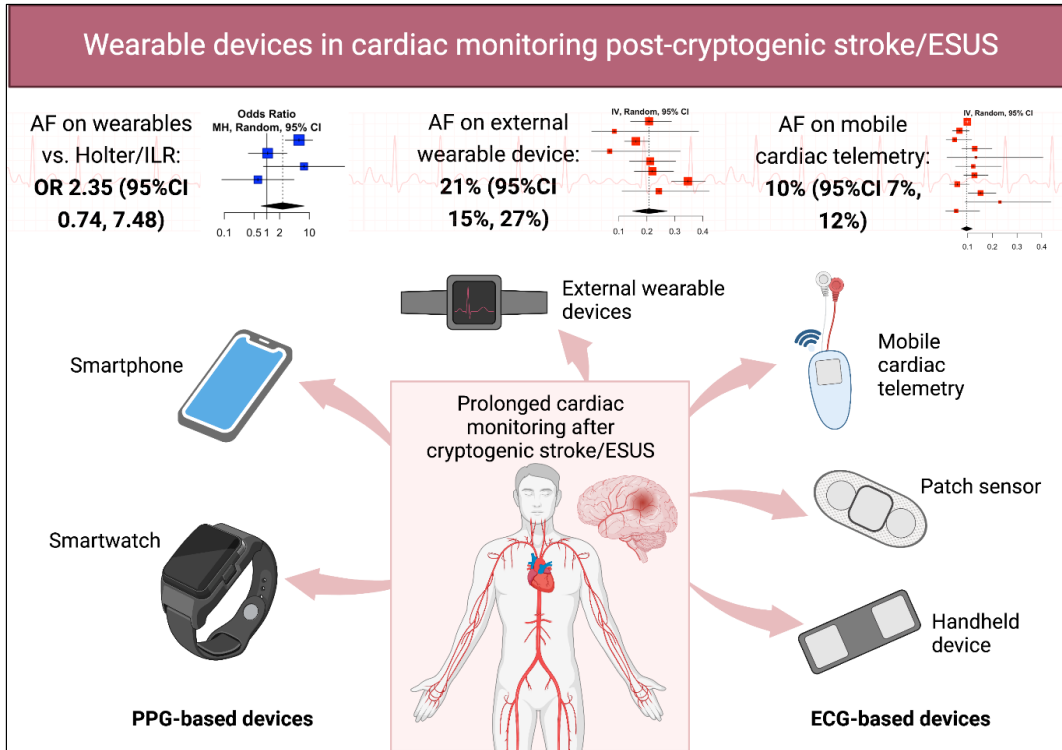 Wearable devices in cardiac monitoring post-cryptogenic stroke/ESUS
AF on wearables
vs. Holter/ILR:
OR 2.35 (95%CI
0.74, 7.48)
Odds Ratio
MH, Random, 95% CI
0.1 0.5 1 2 10
AF on external
wearable device:
21% (95%CI
15%, 27%)
IV, Random, 95% CI
0.1 0.2 0.3 0.4
AF on mobile
cardiac telemetry:
10% (95%CI 7%,
12%)
IV, Random, 95% CI
0.1 0.2 0.3 0.4
External wearable
devices
Smartphone
Mobile
cardiac
telemetry
Prolonged cardiac
monitoring after
cryptogenic stroke/ESUS
Patch sensor
Smartwatch
Handheld
device
PPG-based devices
ECG-based devices